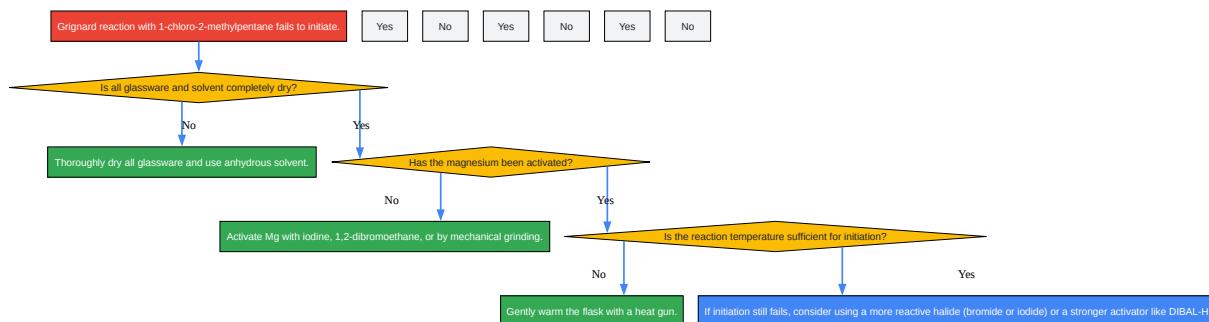 Grignard reaction with 1-chloro-2-methylpentane fails to initiate.
Yes
No
Yes
No
Yes
No
Is all glassware and solvent completely dry?
No
Yes
Thoroughly dry all glassware and use anhydrous solvent.
Has the magnesium been activated?
No
Yes
Activate Mg with iodine, 1,2-dibromoethane, or by mechanical grinding.
Is the reaction temperature sufficient for initiation?
No
Yes
Gently warm the flask with a heat gun.
If initiation still fails, consider using a more reactive halide (bromide or iodide) or a stronger activator like DIBAL-H